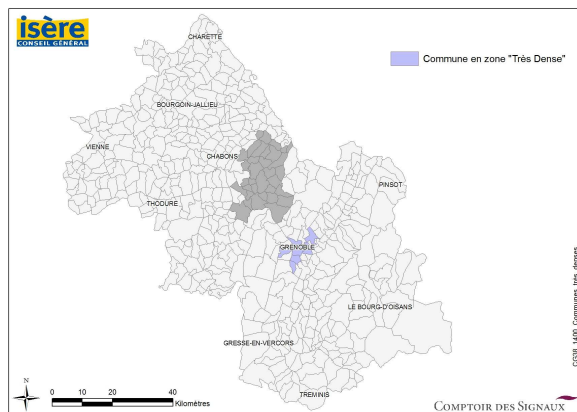 isère
CONSEIL GÉNÉRAL
CHARETTE
Commune en zone "Très Dense"
BOURGOIN-JALLIEU
VIENNE
CHABONS
PINSOT
THODURE
GRENOBLE
LE BOURG-D'OISANS
GRESSE-EN-VERCORS
TREMINIS
N
0 10 20 40
Kilomètres
CG38_1400_Communes_très_denses
COMPTOIR DES SIGNAUX